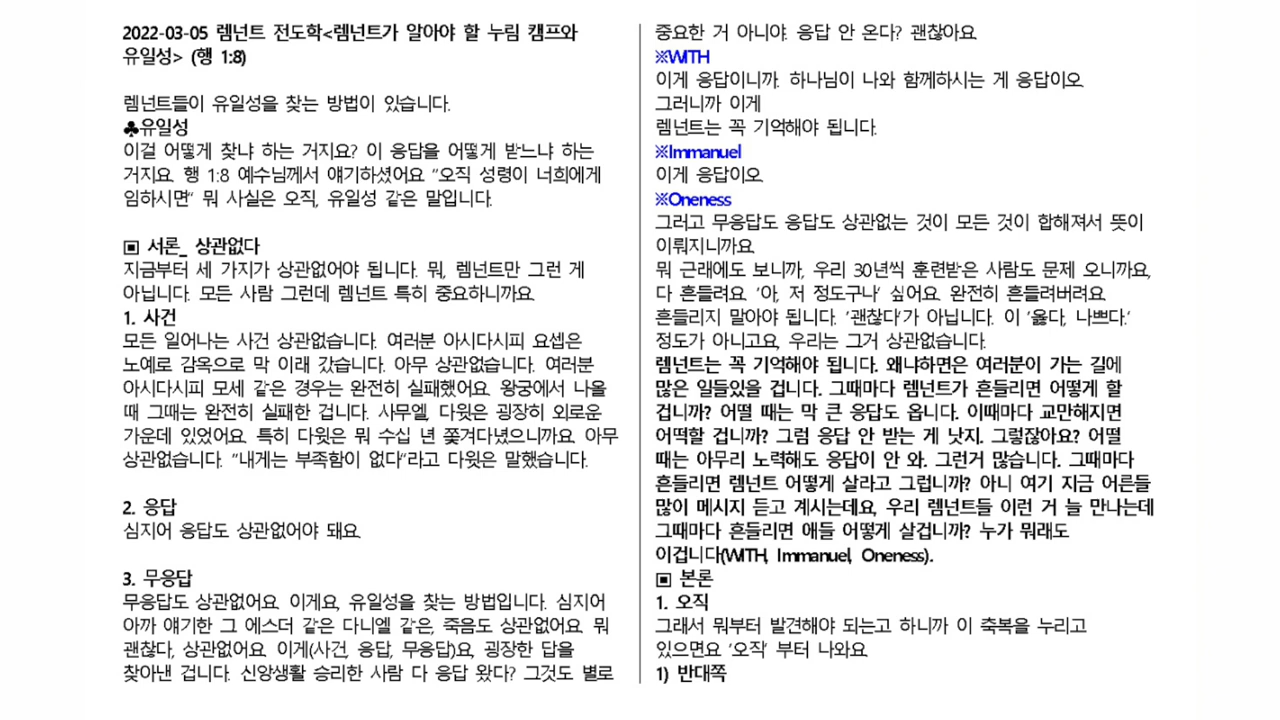 2022-03-05 렘넌트 전도학<렘넌트가 알아야 할 누림 캠프와
유일성> (행 1:8)
렘넌트들이 유일성을 찾는 방법이 있습니다.
♣유일성
이걸 어떻게 찾냐 하는 거지요? 이 응답을 어떻게 받느냐 하는
거지요. 행 1:8 예수님께서 얘기하셨어요 "오직 성령이 너희에게
임하시면" 뭐 사실은 오직, 유일성 같은 말입니다.
▣ 서론_ 상관없다
지금부터 세 가지가 상관없어야 됩니다. 뭐, 렘넌트만 그런 게
아닙니다. 모든 사람 그런데 렘넌트 특히 중요하니까요.
1. 사건
모든 일어나는 사건 상관없습니다. 여러분 아시다시피 요셉은
노예로 감옥으로 막 이래 갔습니다. 아무 상관없습니다. 여러분
아시다시피 모세 같은 경우는 완전히 실패했어요. 왕궁에서 나올
때 그때는 완전히 실패한 겁니다. 사무엘, 다윗은 굉장히 외로운
가운데 있었어요. 특히 다윗은 뭐 수십 년 쫓겨다녔으니까요. 아무
상관없습니다. "내게는 부족함이 없다"라고 다윗은 말했습니다.
2. 응답
심지어 응답도 상관없어야 돼요.
3. 무응답
무응답도 상관없어요. 이게요, 유일성을 찾는 방법입니다. 심지어
아까 얘기한 그 에스더 같은 다니엘 같은, 죽음도 상관없어요. 뭐
괜찮다, 상관없어요. 이게(사건, 응답, 무응답)요, 굉장한 답을
찾아낸 겁니다. 신앙생활 승리한 사람 다 응답 왔다? 그것도 별로
중요한 거 아니야. 응답 안 온다? 괜찮아요.
※WITH
이게 응답이니까. 하나님이 나와 함께하시는 게 응답이오.
그러니까 이게
렘넌트는 꼭 기억해야 됩니다.
※Immanuel
이게 응답이오.
※Oneness
그러고 무응답도 응답도 상관없는 것이 모든 것이 합해져서 뜻이
이뤄지니까요.
뭐 근래에도 보니까, 우리 30년씩 훈련받은 사람도 문제 오니까요,
다 흔들려요. '아, 저 정도구나' 싶어요. 완전히 흔들려버려요.
흔들리지 말아야 됩니다. '괜찮다'가 아닙니다. 이 '옳다, 나쁘다.'
정도가 아니고요, 우리는 그거 상관없습니다.
렘넌트는 꼭 기억해야 됩니다. 왜냐하면은 여러분이 가는 길에
많은 일들있을 겁니다. 그때마다 렘넌트가 흔들리면 어떻게 할
겁니까? 어떨 때는 막 큰 응답도 옵니다. 이때마다 교만해지면
어떡할 겁니까? 그럼 응답 안 받는 게 낫지. 그렇잖아요? 어떨
때는 아무리 노력해도 응답이 안 와. 그런거 많습니다. 그때마다
흔들리면 렘넌트 어떻게 살라고 그럽니까? 아니 여기 지금 어른들
많이 메시지 듣고 계시는데요, 우리 렘넌트들 이런 거 늘 만나는데
그때마다 흔들리면 애들 어떻게 살겁니까? 누가 뭐래도
이겁니다(WITH, Immanuel, Oneness).
▣ 본론
1. 오직
그래서 뭐부터 발견해야 되는고 하니까 이 축복을 누리고
있으면요 '오직' 부터 나와요.
1) 반대쪽